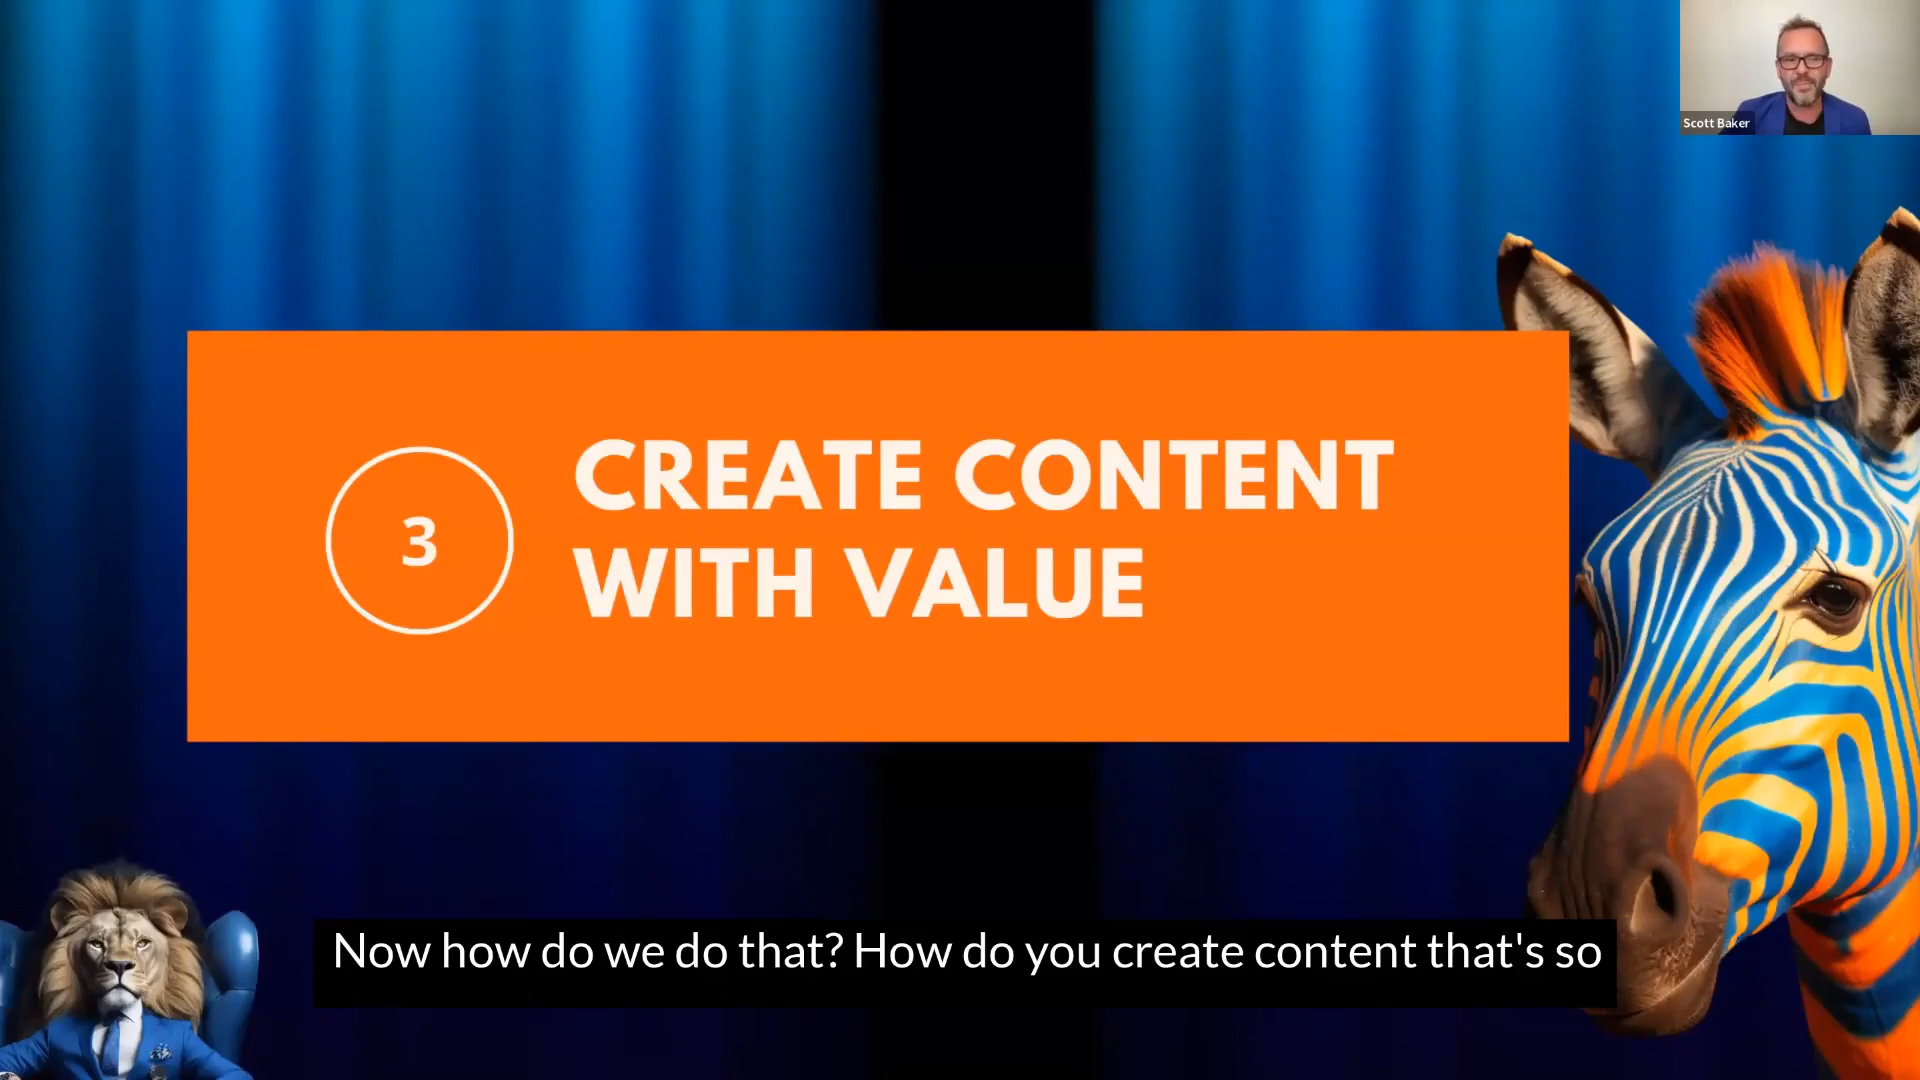 Scott Baker
3
CREATE CONTENT
WITH VALUE
Now how do we do that? How do you create content that's so